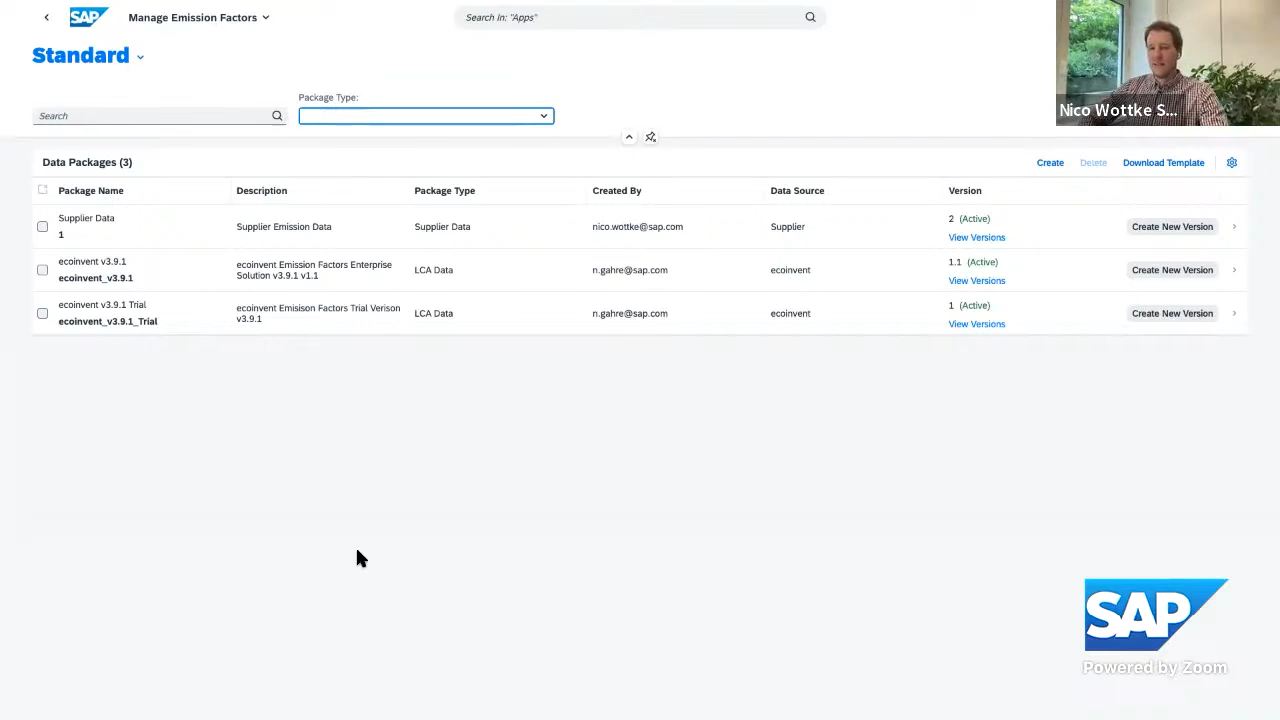 SAP Manage Emission Factors
Search In: "Apps"
Standard
Package Type:
Search
Nico Wottke S...
Data Packages (3)
Create Delete Download Template
Package Name Description Package Type Created By Data Source Version
Supplier Data
1
Supplier Emission Data
Supplier Data
nico.wottke@sap.com
Supplier
2 (Active)
View Versions
Create New Version
ecoinvent v3.9.1
ecoinvent_v3.9.1
ecoinvent Emission Factors Enterprise
Solution v3.9.1 v1.1
LCA Data
n.gahre@sap.com
ecoinvent
1.1 (Active)
View Versions
Create New Version
ecoinvent v3.9.1 Trial
ecoinvent_v3.9.1_Trial
ecoinvent Emisison Factors Trial Verison
v3.9.1
LCA Data
n.gahre@sap.com
ecoinvent
1 (Active)
View Versions
Create New Version
SAP
Powered by Zoom